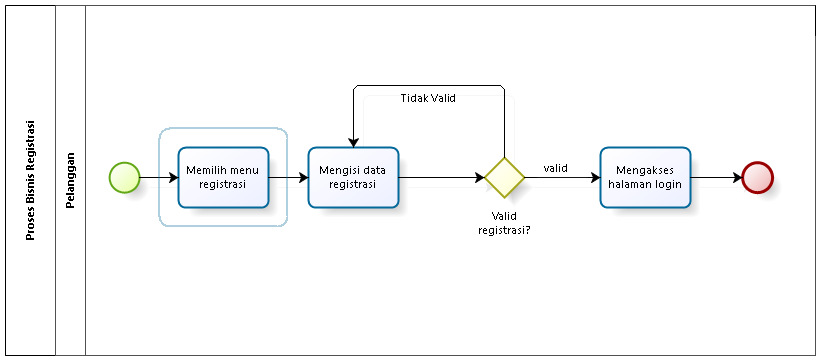 Proses Bisnis Registrasi
Pelanggan
Memilih menu
registrasi
Mengisi data
registrasi
Tidak Valid
Valid
registrasi?
valid
Mengakses
halaman login